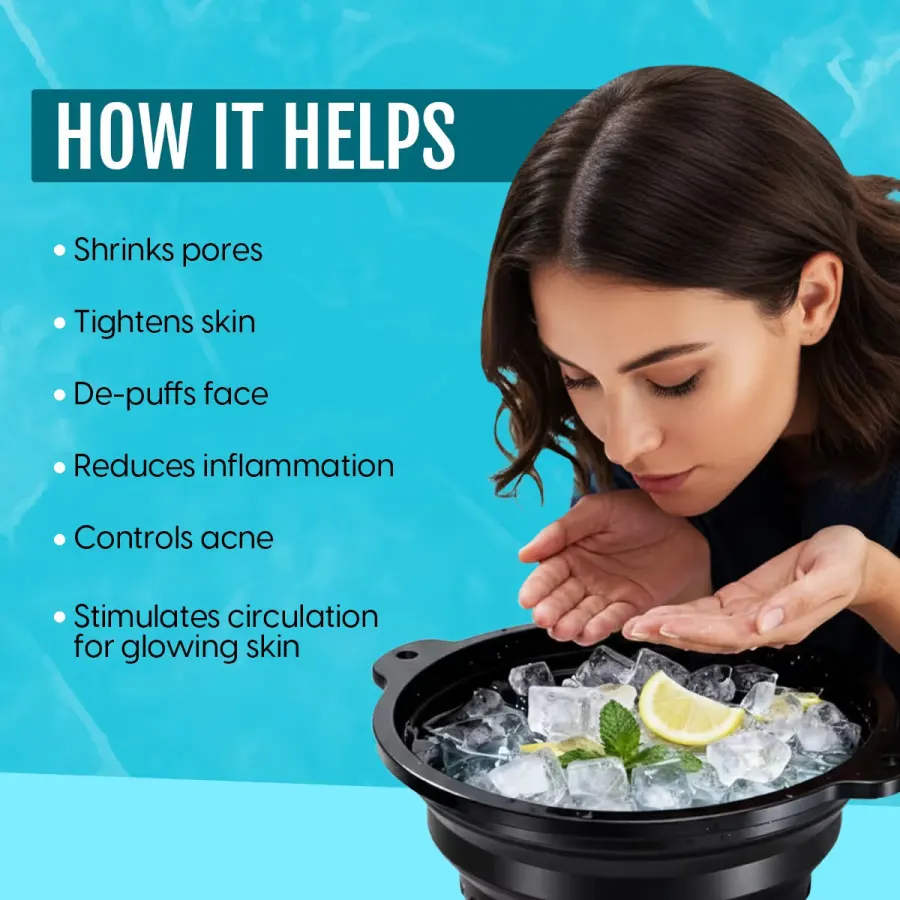 HOW IT HELPS
• Shrinks pores
• Tightens skin
• De-puffs face
• Reduces inflammation
• Controls acne
• Stimulates circulation
for glowing skin